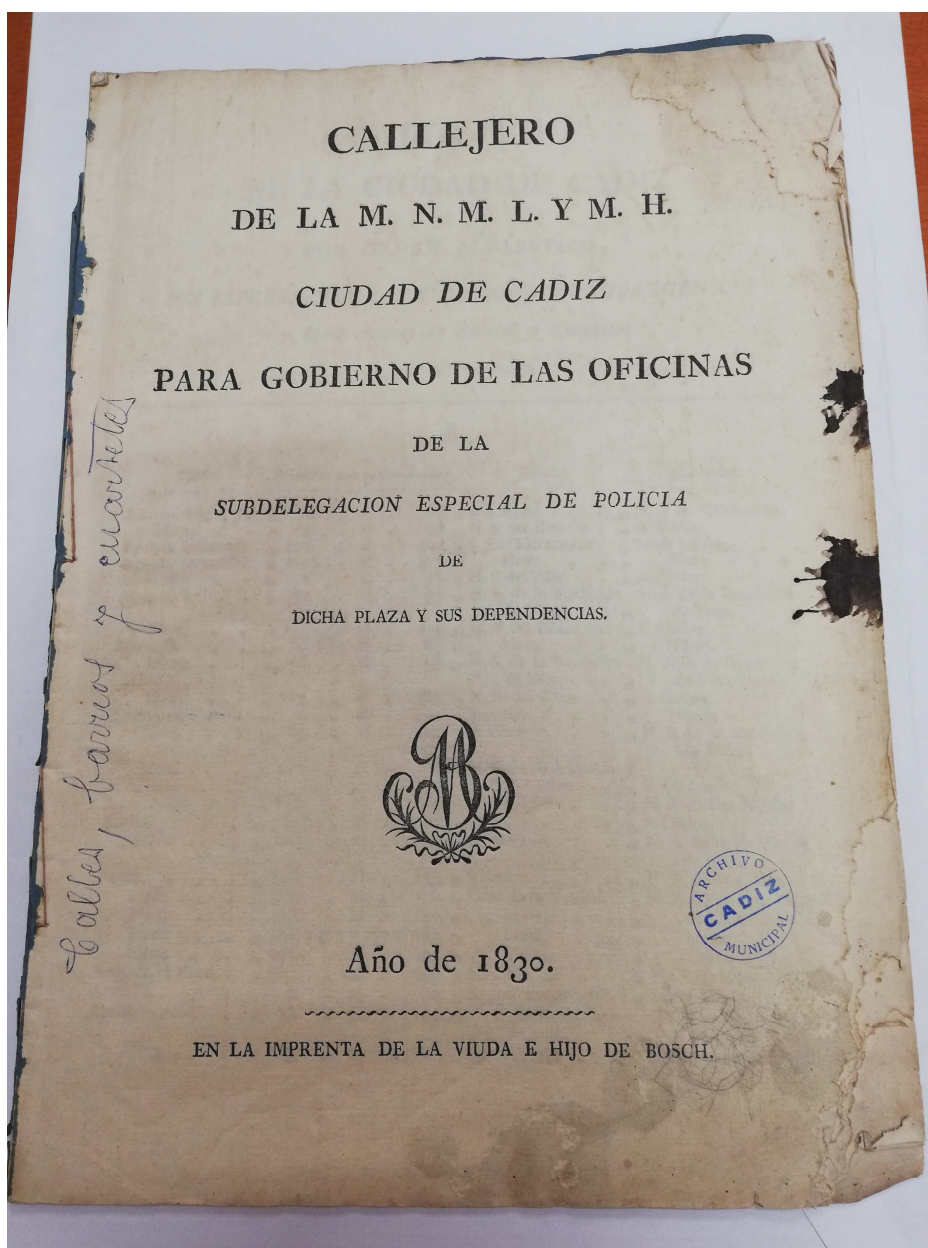 CALLEJERO
DE LA M. N. M. L. Y M. H.
CIUDAD DE CADIZ
PARA GOBIERNO DE LAS OFICINAS
DE LA
SUBDELEGACION ESPECIAL DE POLICIA
DE
DICHA PLAZA Y SUS DEPENDENCIAS.
Calles, barrios y cuarteles
MB
ARCHIVO
CADIZ
MUNICIPAL
Año de 1830.
EN LA IMPRENTA DE LA VIUDA E HIJO DE BOSCH.